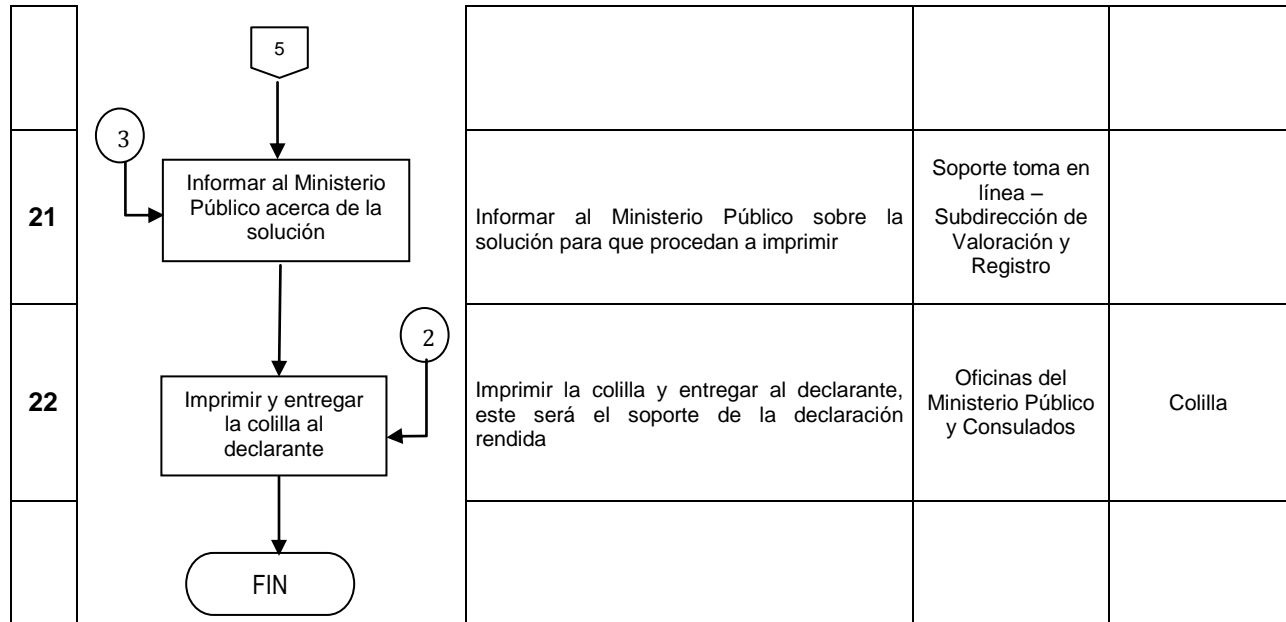 5
3
21
Informar al Ministerio
Público acerca de la
solución
Informar al Ministerio Público sobre la
solución para que procedan a imprimir
Soporte toma en
línea –
Subdirección de
Valoración y
Registro
2
22
Imprimir y entregar
la colilla al
declarante
Imprimir la colilla y entregar al declarante,
este será el soporte de la declaración
rendida
Oficinas del
Ministerio Público
y Consulados
Colilla
FIN